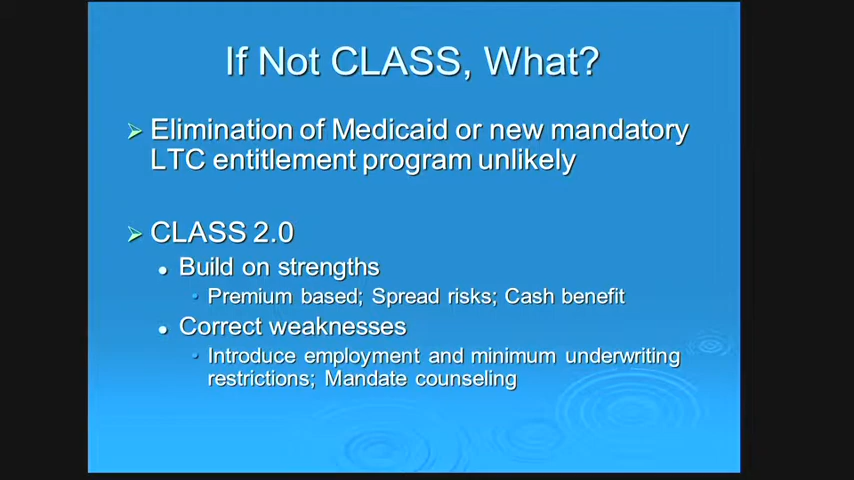 If Not CLASS, What?
Elimination of Medicaid or new mandatory
LTC entitlement program unlikely
CLASS 2.0
Build on strengths
Premium based; Spread risks; Cash benefit
Correct weaknesses
Introduce employment and minimum underwriting
restrictions; Mandate counseling